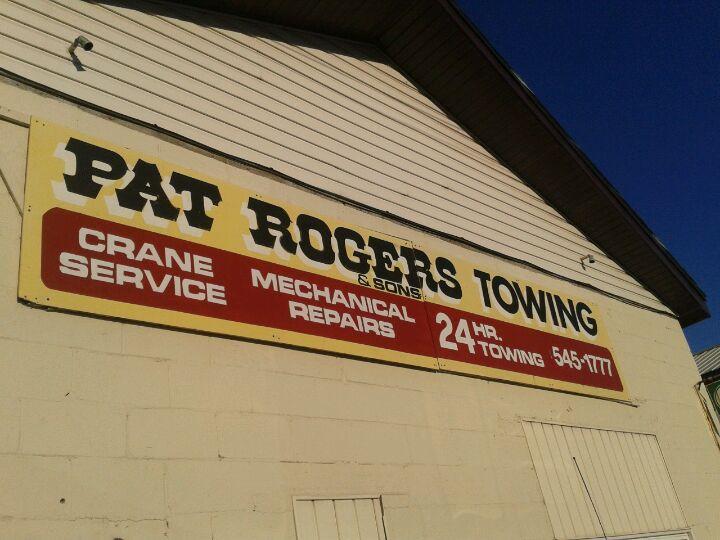 PAT ROGERS TOWING
& SONS
CRANE
SERVICE
MECHANICAL
REPAIRS
24 HR.
TOWING
545-1777